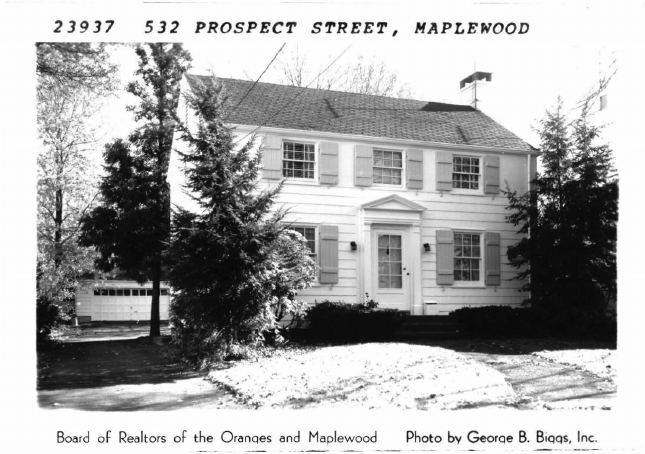 23937 532 PROSPECT STREET, MAPLEWOOD
Board of Realtors of the Oranges and Maplewood Photo by George B. Biggs, Inc.